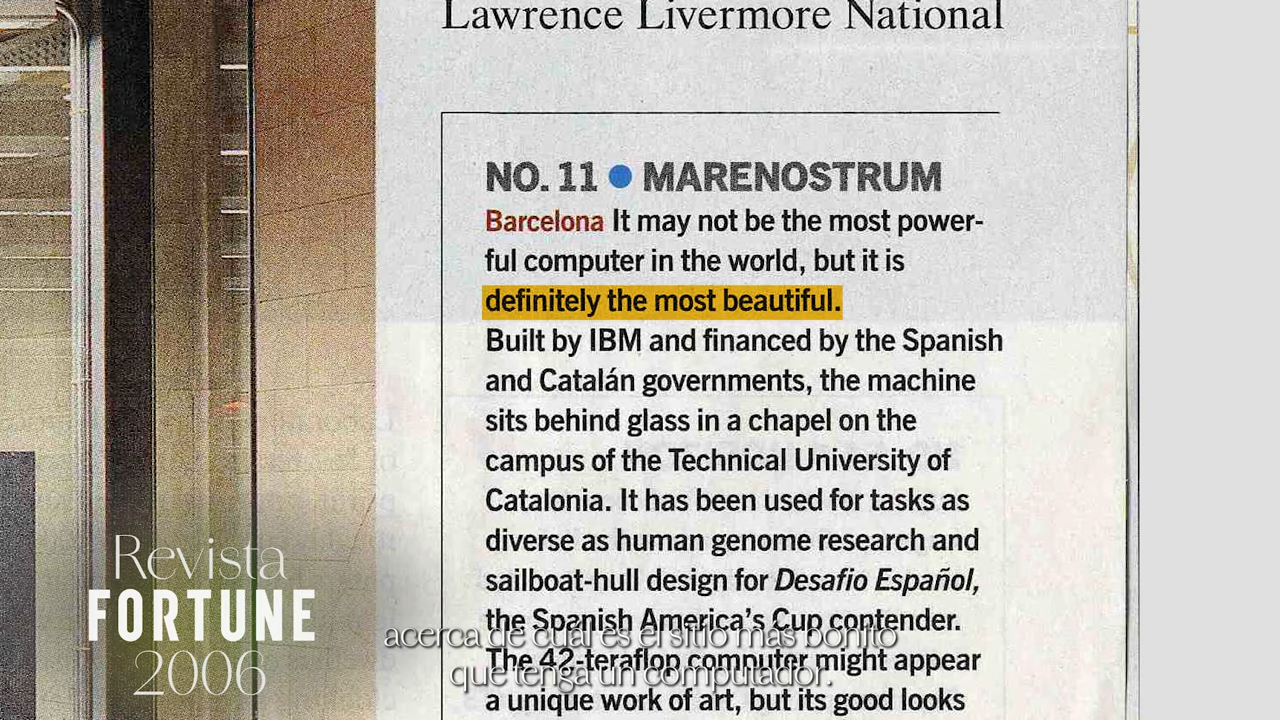 Lawrence Livermore National
NO. 11 ● MARENOSTRUM
Barcelona It may not be the most power-
ful computer in the world, but it is
definitely the most beautiful.
Built by IBM and financed by the Spanish
and Catalán governments, the machine
sits behind glass in a chapel on the
campus of the Technical University of
Catalonia. It has been used for tasks as
diverse as human genome research and
sailboat-hull design for Desafio Español,
the Spanish America's Cup contender.
The 42-teraflop computer might appear
a unique work of art, but its good looks
Revista
FORTUNE
2006
acerca de cuál es el sitio más bonito
que tenga un computador.